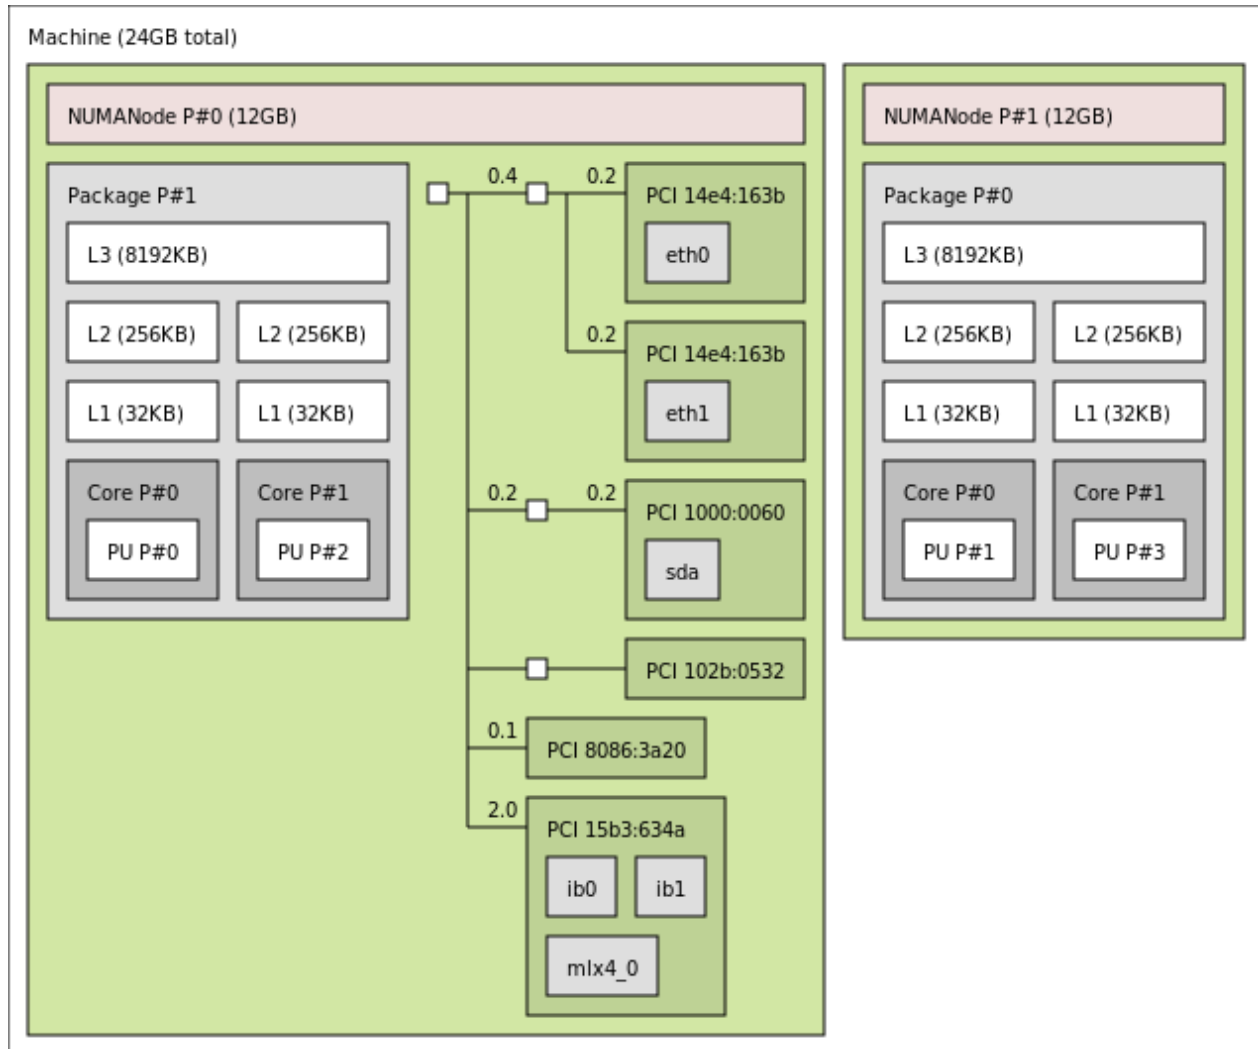 Machine (24GB total)
NUMANode P#0 (12GB)
Package P#1
L3 (8192KB)
L2 (256KB)
L2 (256KB)
L1 (32KB)
L1 (32KB)
Core P#0
PU P#0
Core P#1
PU P#2
0.4
0.2
PCI 14e4:163b
eth0
0.2
PCI 14e4:163b
eth1
0.2
0.2
PCI 1000:0060
sda
PCI 102b:0532
0.1
PCI 8086:3a20
2.0
PCI 15b3:634a
ib0
ib1
mlx4_0
NUMANode P#1 (12GB)
Package P#0
L3 (8192KB)
L2 (256KB)
L2 (256KB)
L1 (32KB)
L1 (32KB)
Core P#0
PU P#1
Core P#1
PU P#3